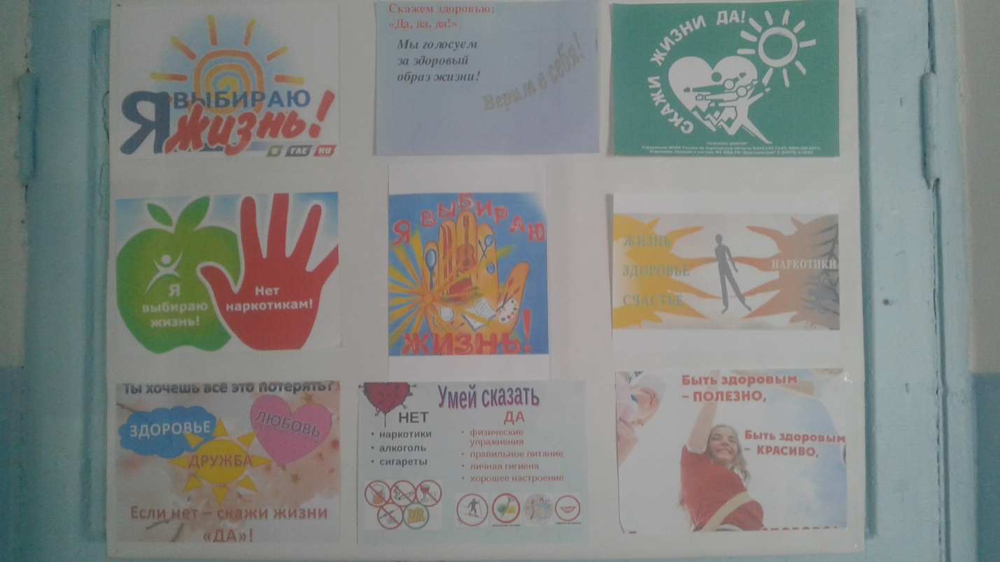 Я ВЫБИРАЮ
ЖИЗНЬ!
В ГАЕ RU
Скажем здоровью:
«Да, да, да!»
Мы голосуем
за здоровый
образ жизни!
Верим в себя!
СКАЖИ ЖИЗНИ ДА!
Я
выбираю
жизнь!
Нет
наркотикам!
Я ВЫБИРАЮ
ЖИЗНЬ!
ЖИЗНЬ
ЗДОРОВЬЕ
СЧАСТЬЕ
НАРКОТИКИ
Ты хочешь всё это потерять?
ЗДОРОВЬЕ
ЛЮБОВЬ
ДРУЖБА
Если нет – скажи жизни
«ДА»!
Умей сказать
НЕТ
• наркотики
• алкоголь
• сигареты
ДА
• физические
упражнения
• правильное питание
• личная гигиена
• хорошее настроение
Быть здоровым
– ПОЛЕЗНО,
Быть здоровым
– КРАСИВО,